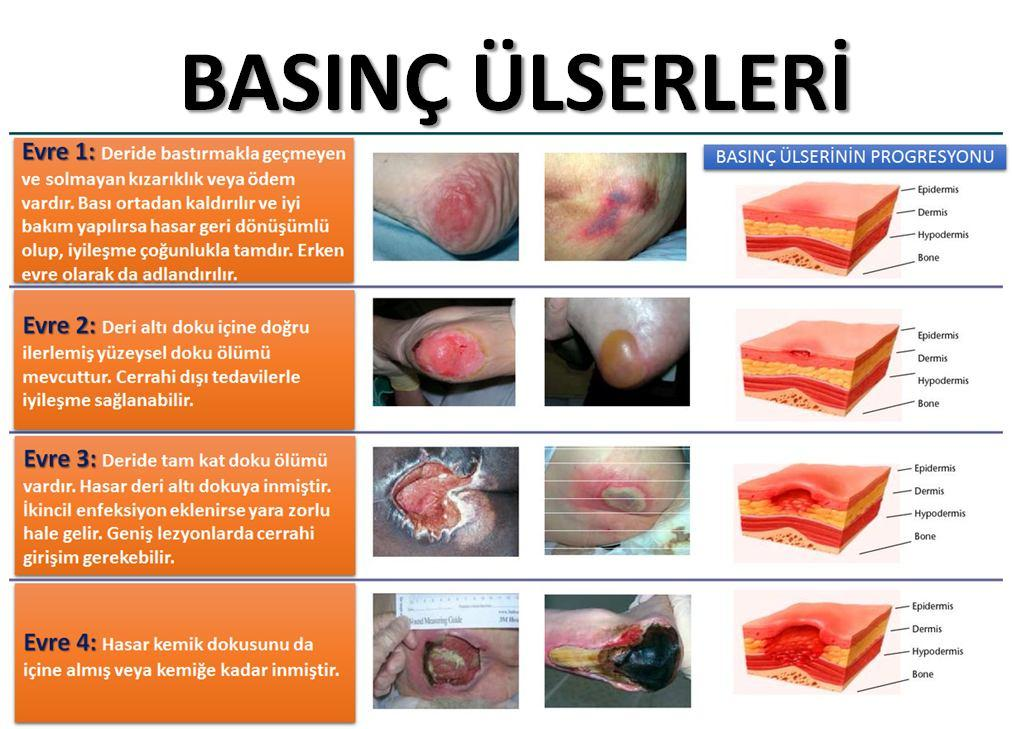 BASINÇ ÜLSERLERİ
Evre 1: Deride bastırmakla geçmeyen
ve solmayan kızarıklık veya ödem
vardır. Bası ortadan kaldırılır ve iyi
bakım yapılırsa hasar geri dönüşümlü
olup, iyileşme çoğunlukla tamdır. Erken
evre olarak da adlandırılır.
BASINÇ ÜLSERİNİN PROGRESYONU
Epidermis
Dermis
Hypodermis
Bone
Evre 2: Deri altı doku içine doğru
ilerlemiş yüzeysel doku ölümü
mevcuttur. Cerrahi dışı tedavilerle
iyileşme sağlanabilir.
Epidermis
Dermis
Hypodermis
Bone
Evre 3: Deride tam kat doku ölümü
vardır. Hasar deri altı dokuya inmiştir.
İkincil enfeksiyon eklenirse yara zorlu
hale gelir. Geniş lezyonlarda cerrahi
girişim gerekebilir.
Epidermis
Dermis
Hypodermis
Bone
Evre 4: Hasar kemik dokusunu da
içine almış veya kemiğe kadar inmiştir.
Wound Measuring Guide
3M
Epidermis
Dermis
Hypodermis
Bone